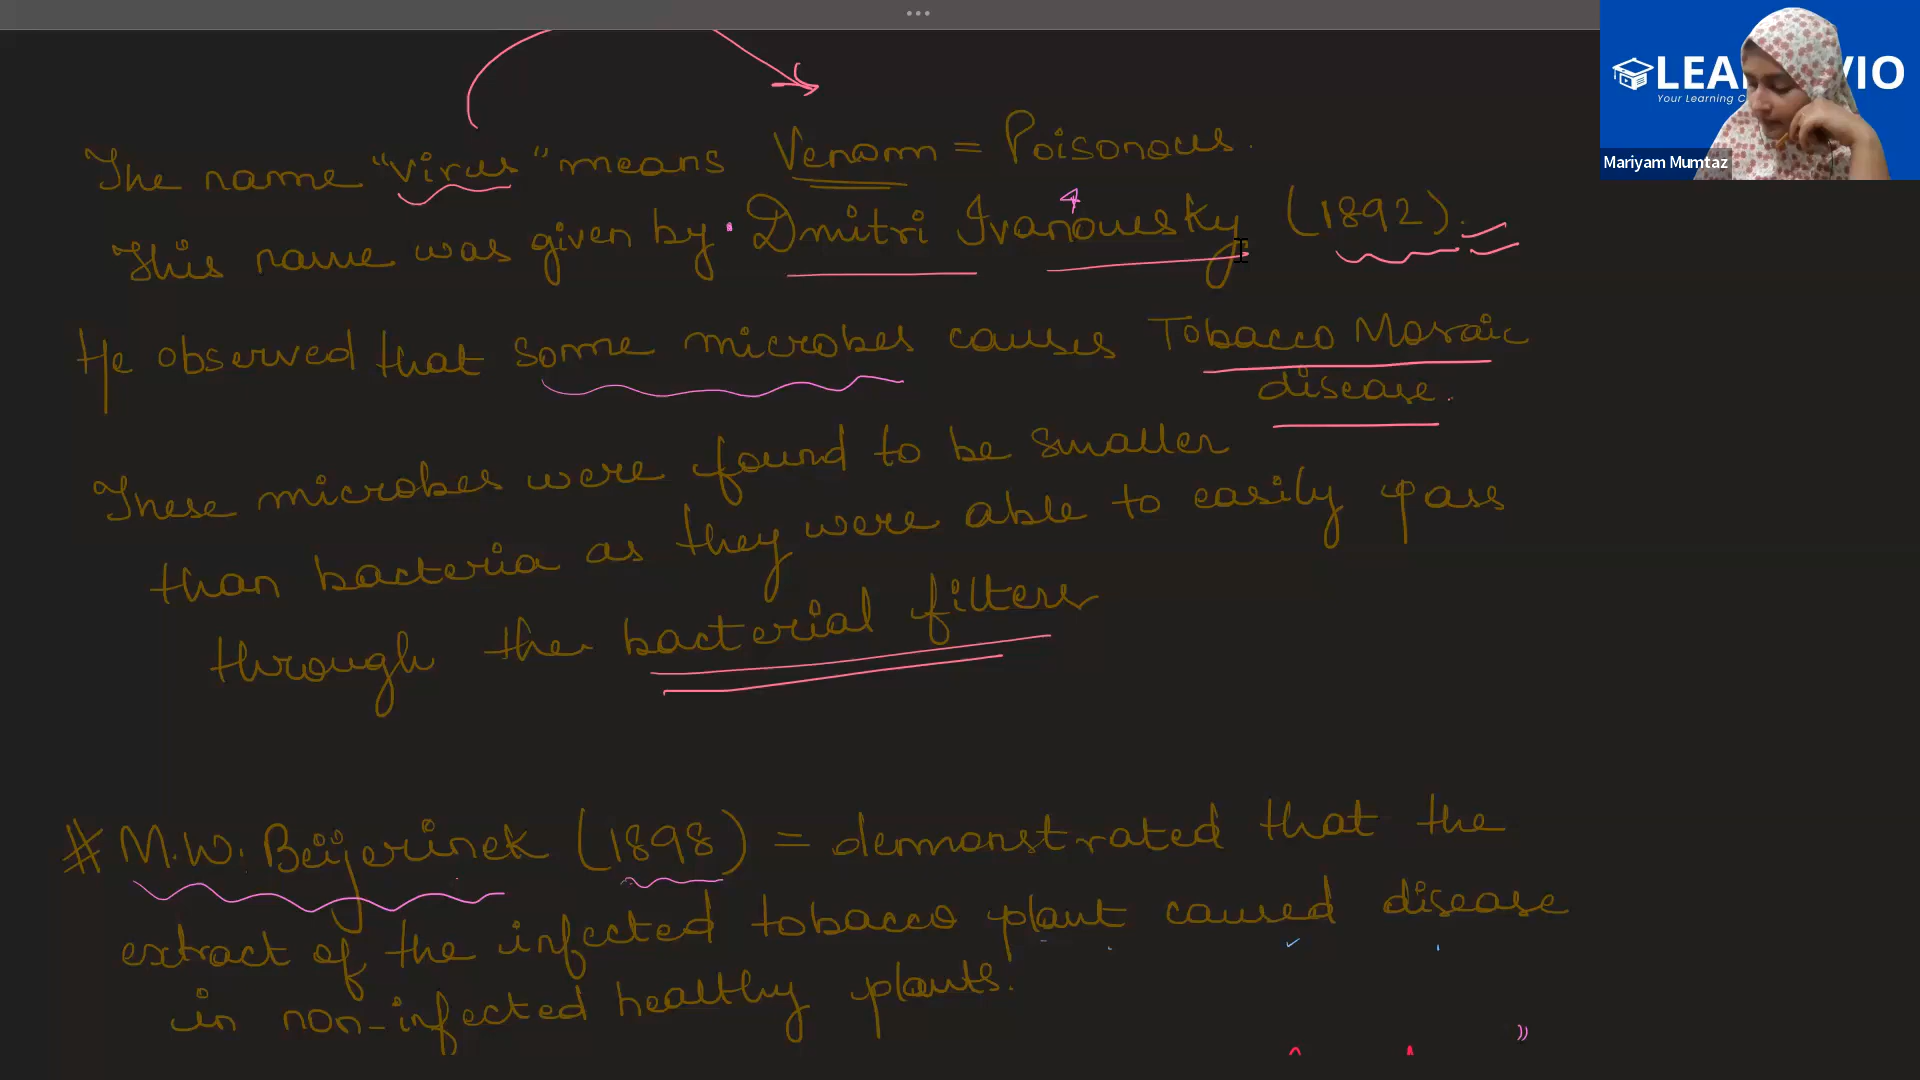 LEA VIO
Your Learning C
Mariyam Mumtaz
The name "virus" means Venom = Poisonous.
This name was given by Dmitri Ivanowsky (1892).
He observed that some microbes causes Tobacco Mosaic
disease.
These microbes were found to be smaller
than bacteria as they were able to easily pass
through the bacterial filters
# M.W. Beijerinek (1898) = demonstrated that the
extract of the infected tobacco plant caused disease
in non-infected healthy plants.